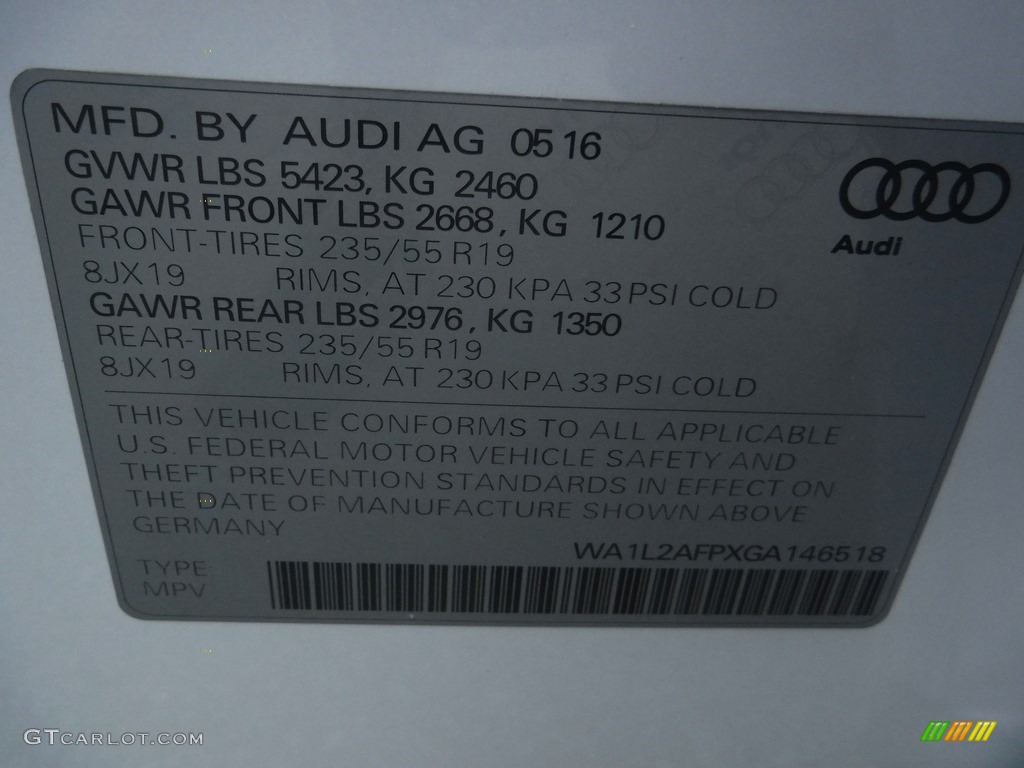 MFD. BY AUDI AG 05 16
GVWR LBS 5423, KG 2460
GAWR FRONT LBS 2668, KG 1210
FRONT-TIRES 235/55 R19
8JX19 RIMS, AT 230 KPA 33 PSI COLD
GAWR REAR LBS 2976, KG 1350
REAR-TIRES 235/55 R19
8JX19 RIMS, AT 230 KPA 33 PSI COLD
Audi
THIS VEHICLE CONFORMS TO ALL APPLICABLE
U.S. FEDERAL MOTOR VEHICLE SAFETY AND
THEFT PREVENTION STANDARDS IN EFFECT ON
THE DATE OF MANUFACTURE SHOWN ABOVE
GERMANY
WA1L2AFPXGA146518
TYPE
MPV
GTCARLOT.COM